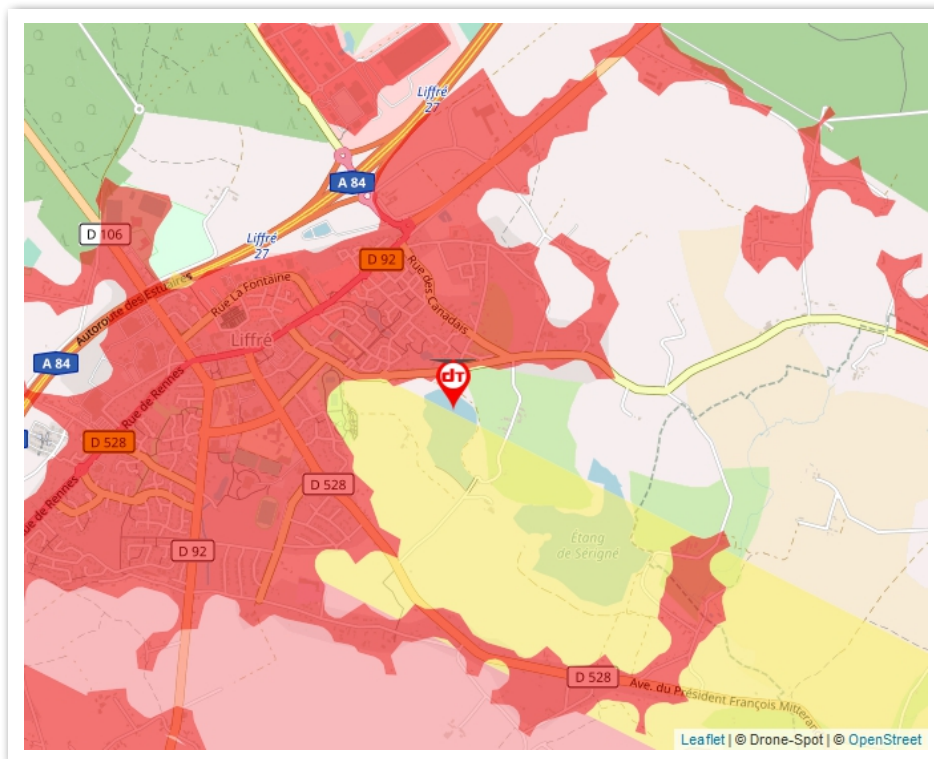 Liffré
27
A 84
D 106
Liffré
27
D 92
Rue des Canadais
Rue La Fontaine
Autoroute des Estuaires
Liffré
A 84
Rue de Rennes
D 528
D 528
Rue de Rennes
D 92
Étang
de Sérigné
D 528
Ave. du Président François Mitterran
Leaflet | © Drone-Spot | © OpenStreet